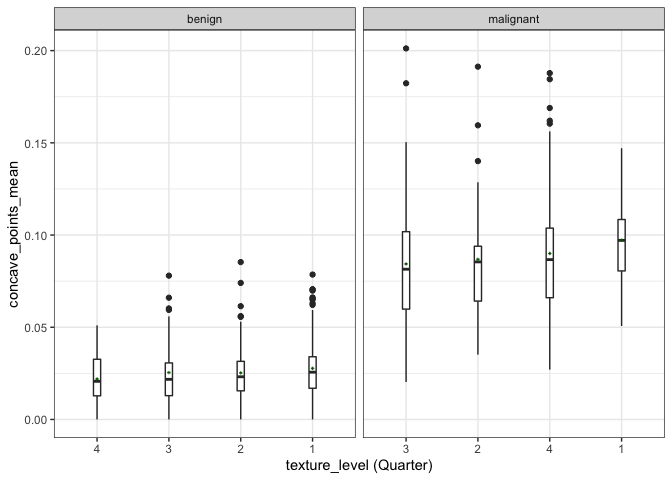 benign
malignant
concave_points_mean
0.20
0.15
0.10
0.05
0.00
4 3 2 1
3 2 4 1
texture_level (Quarter)